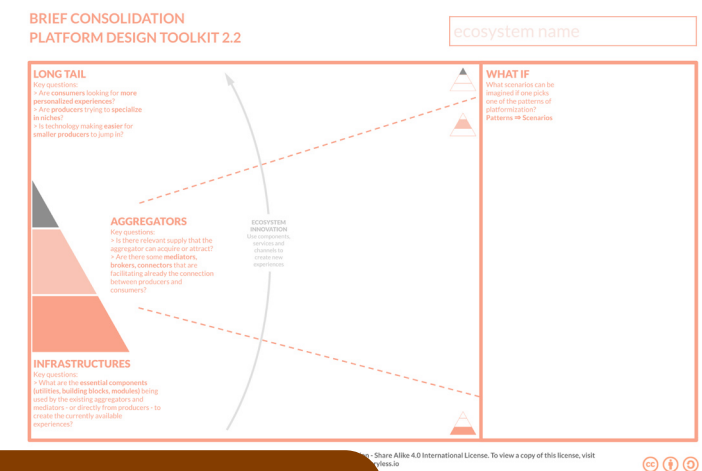 BRIEF CONSOLIDATION
PLATFORM DESIGN TOOLKIT 2.2
ecosystem name
LONG TAIL
Key questions:
> Are consumers looking for more
personalized experiences?
> Are producers trying to specialize
in niches?
> Is technology making easier for
smaller producers to jump in?
AGGREGATORS
Key questions:
> Is there relevant supply that the
aggregator can acquire or attract?
> Are there some mediators,
brokers, connectors that are
facilitating already the connection
between producers and
consumers?
INFRASTRUCTURES
Key questions:
> What are the essential components
(utilities, building blocks, modules) being
used by the existing aggregators and
mediators - or directly from producers - to
create the currently available
experiences?
ECOSYSTEM
INNOVATION
Use components,
services and
channels to
create new
experiences
WHAT IF
What scenarios can be
imagined if one picks
one of the patterns of
platformization?
Patterns ⇒ Scenarios
- Share Alike 4.0 International License. To view a copy of this license, visit
ryless.io
cc